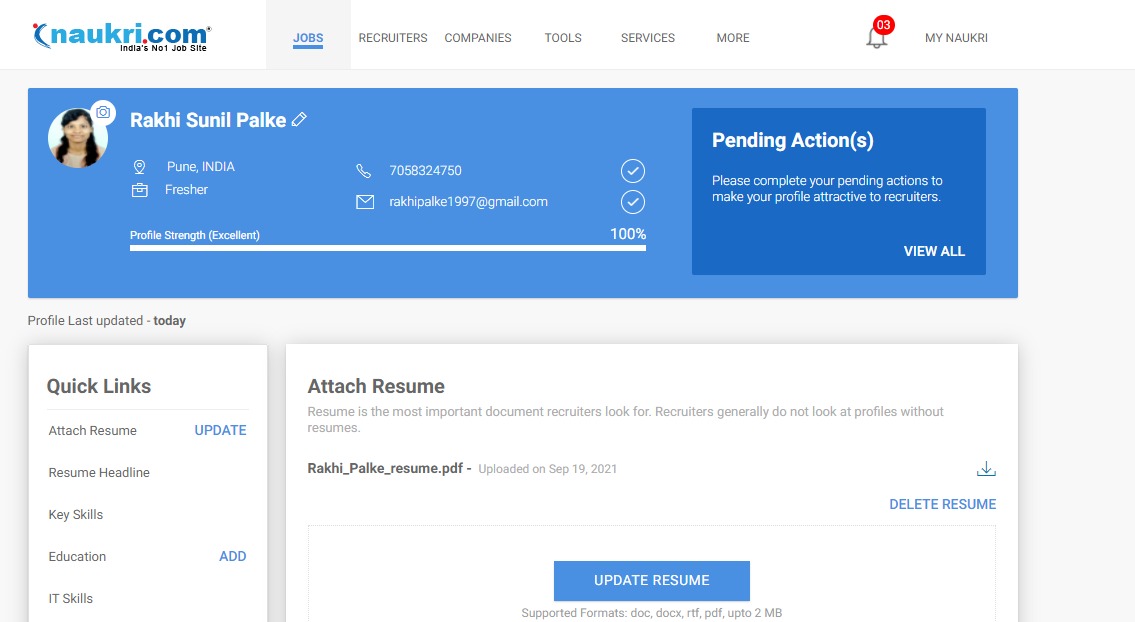 naukri.com
India's No1 Job Site
JOBS
RECRUITERS
COMPANIES
TOOLS
SERVICES
MORE
03
MY NAUKRI
Rakhi Sunil Palke
Pune, INDIA
Fresher
7058324750
rakhipalke1997@gmail.com
Profile Strength (Excellent)
100%
Pending Action(s)
Please complete your pending actions to
make your profile attractive to recruiters.
VIEW ALL
Profile Last updated - today
Quick Links
Attach Resume UPDATE
Resume Headline
Key Skills
Education ADD
IT Skills
Attach Resume
Resume is the most important document recruiters look for. Recruiters generally do not look at profiles without
resumes.
Rakhi_Palke_resume.pdf - Uploaded on Sep 19, 2021
DELETE RESUME
UPDATE RESUME
Supported Formats: doc, docx, rtf, pdf, upto 2 MB